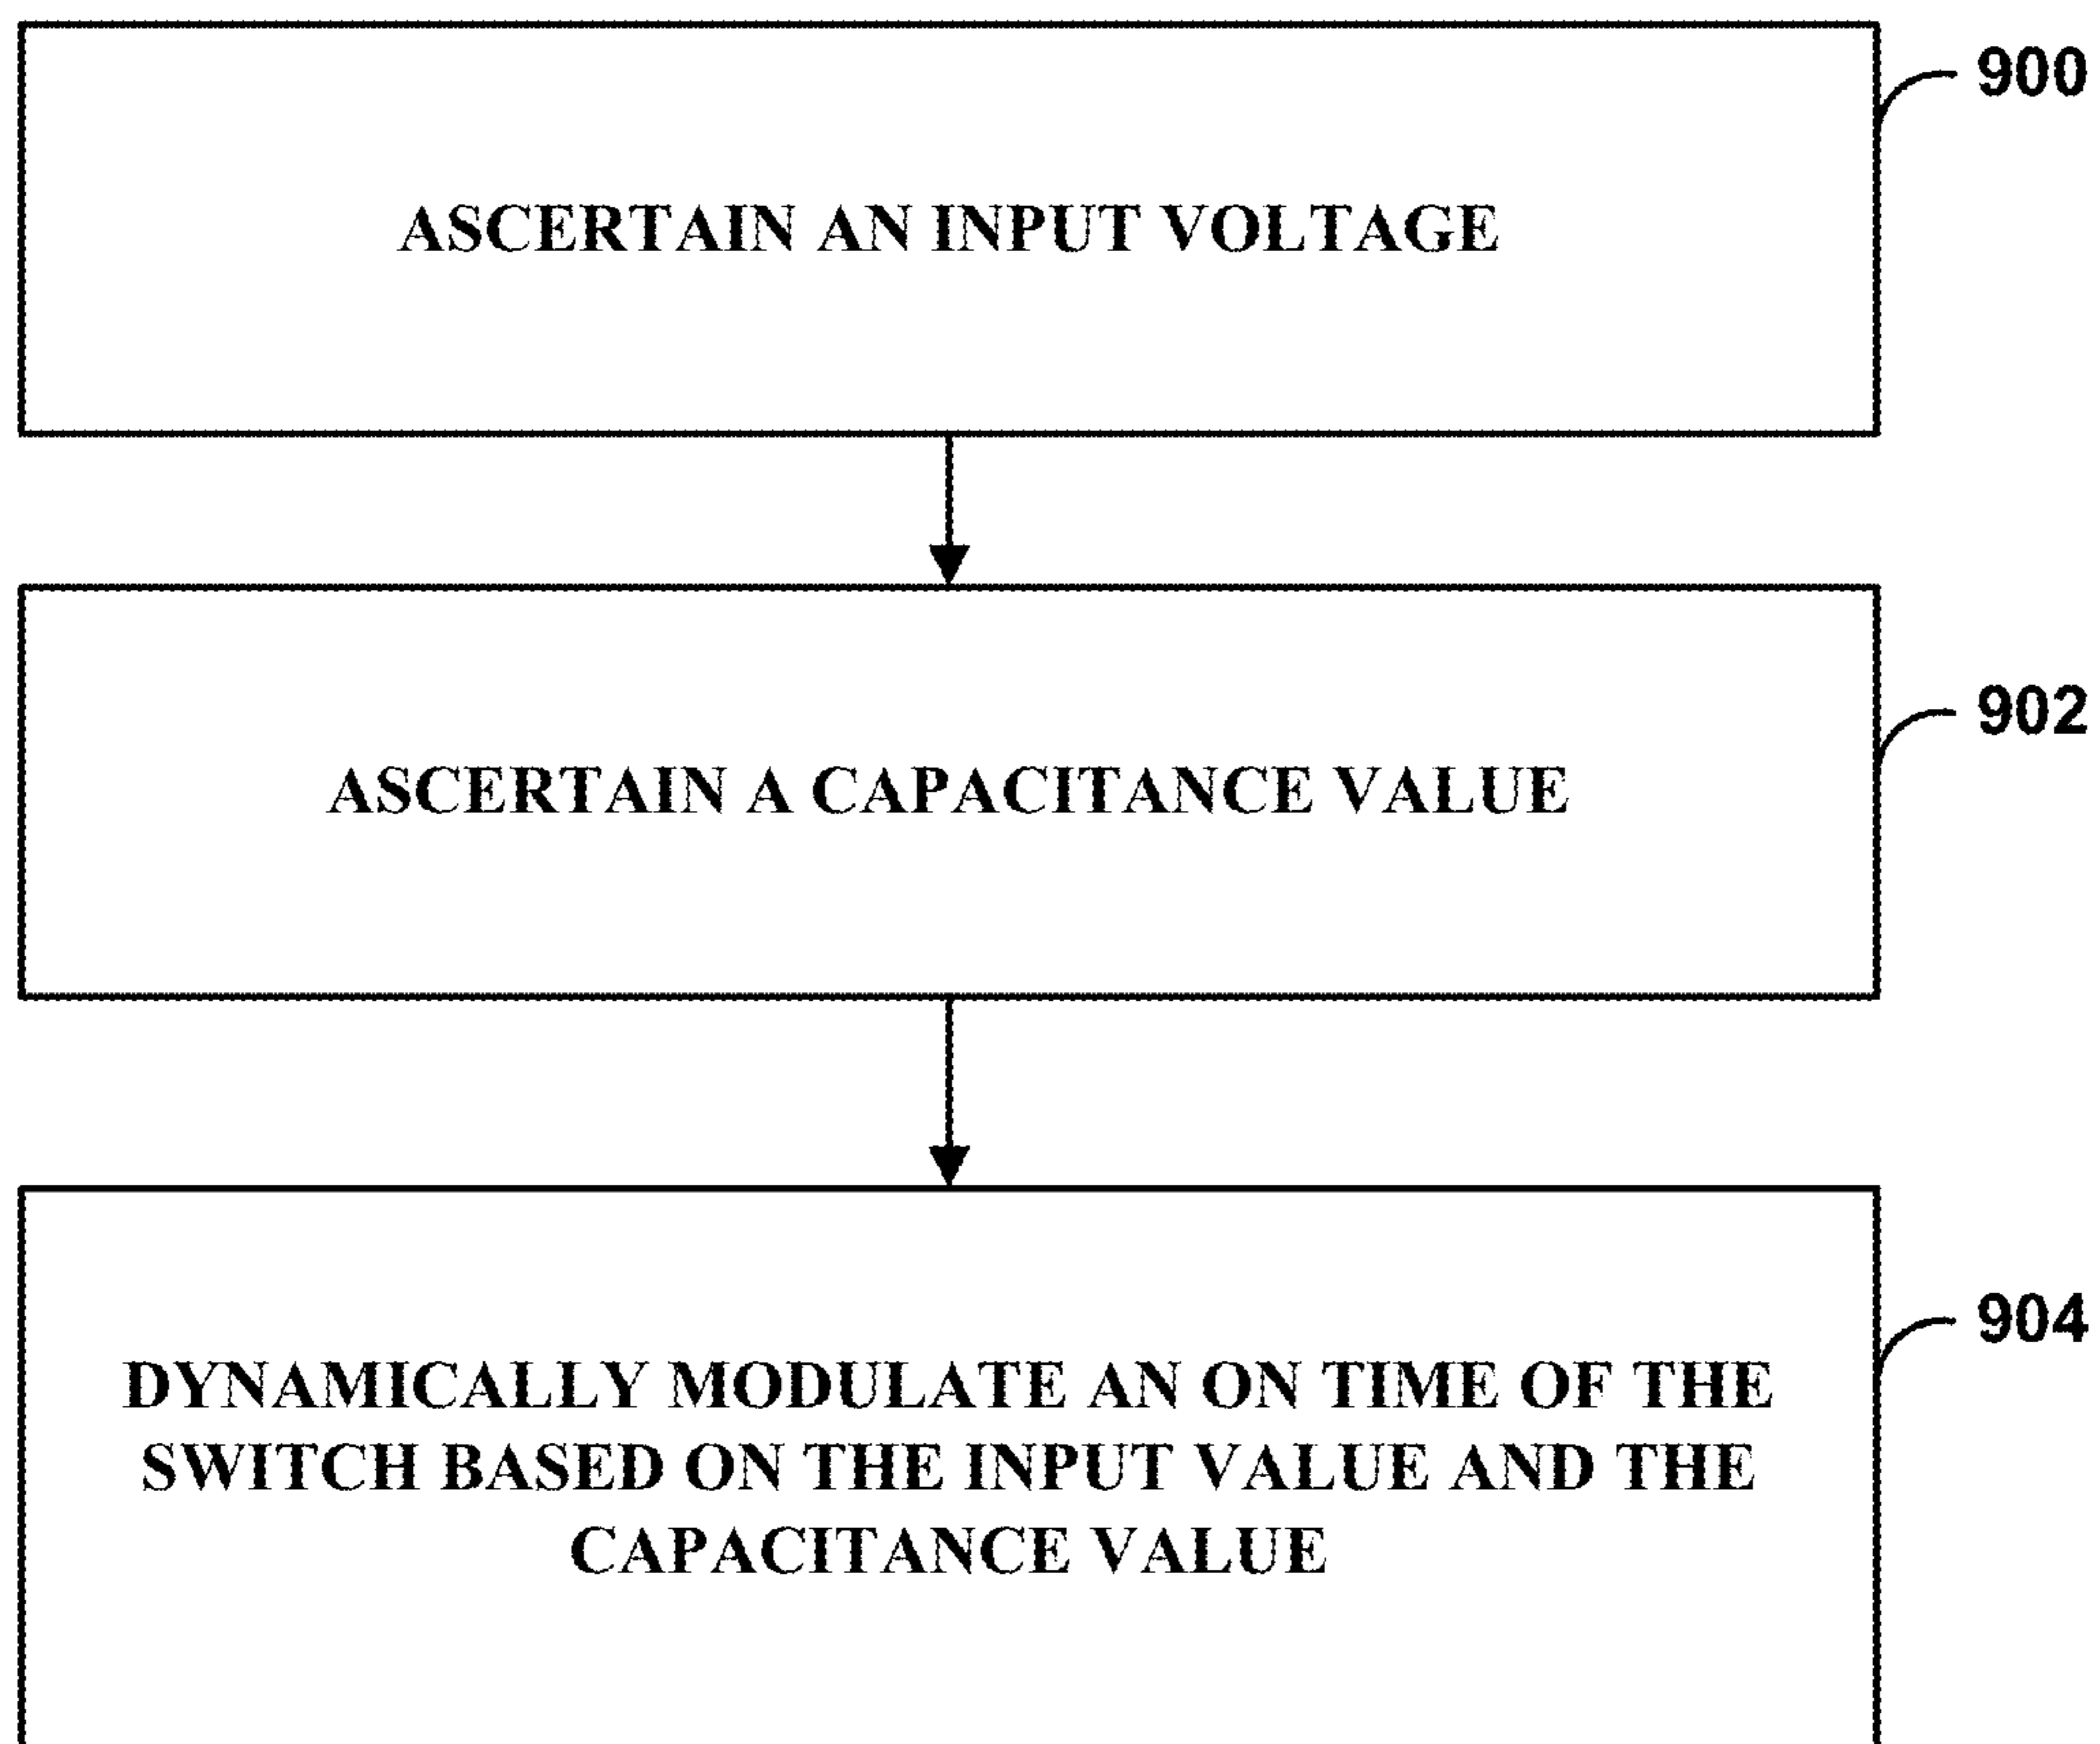 900
ASCERTAIN AN INPUT VOLTAGE
902
ASCERTAIN A CAPACITANCE VALUE
904
DYNAMICALLY MODULATE AN ON TIME OF THE
SWITCH BASED ON THE INPUT VALUE AND THE
CAPACITANCE VALUE